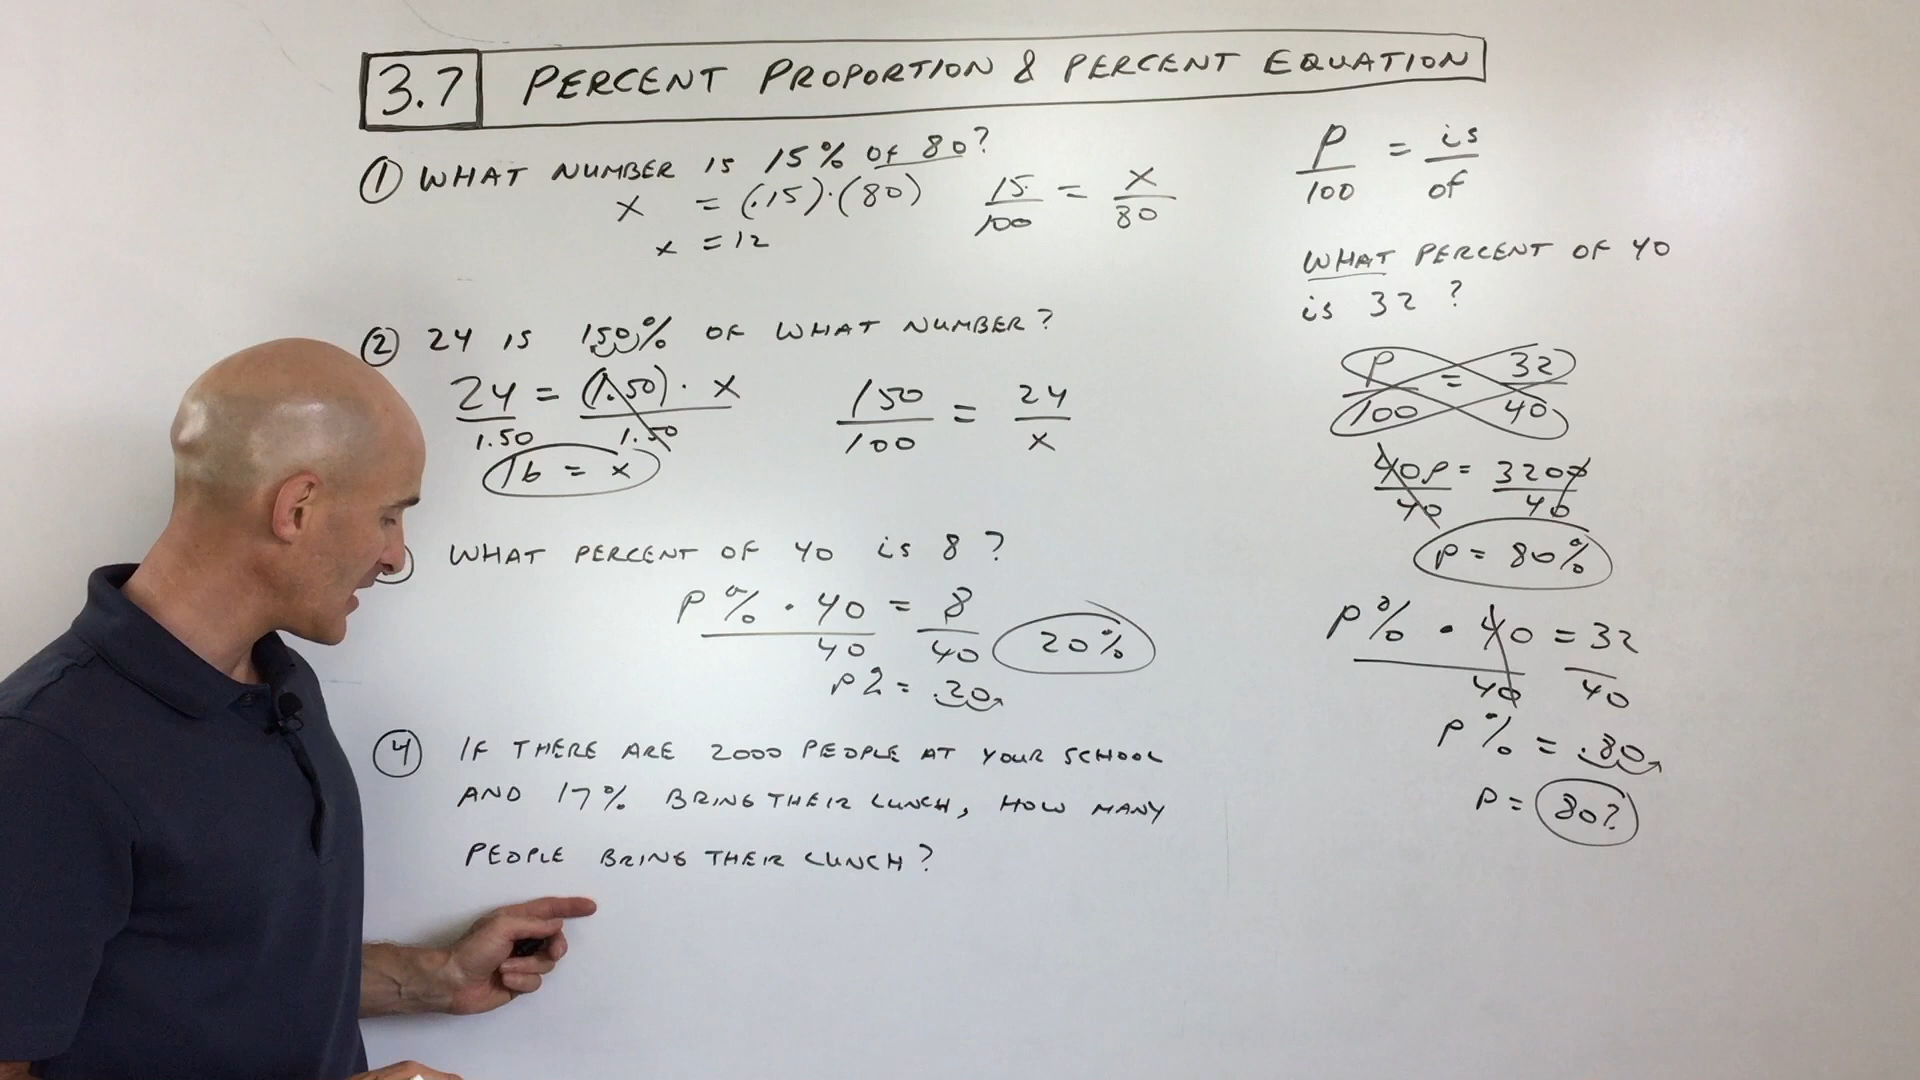 3.7 PERCENT PROPORTION & PERCENT EQUATION
① WHAT NUMBER IS 15% OF 80?
x = (.15)·(80)
x = 12
15/100 = x/80
② 24 IS 150% OF WHAT NUMBER?
24/1.50 = (1.50)·x/1.50
16 = x
150/100 = 24/x
WHAT PERCENT OF 40 is 8?
P% · 40/40 = 8/40
20%
P% = .20
④ IF THERE ARE 2000 PEOPLE AT YOUR SCHOOL
AND 17% BRING THEIR LUNCH, HOW MANY
PEOPLE BRING THEIR LUNCH?
P/100 = is/of
WHAT PERCENT OF 40
is 32?
P/100 = 32/40
40P/40 = 3200/40
P = 80%
P% · 40/40 = 32/40
P% = .80
P = 80%